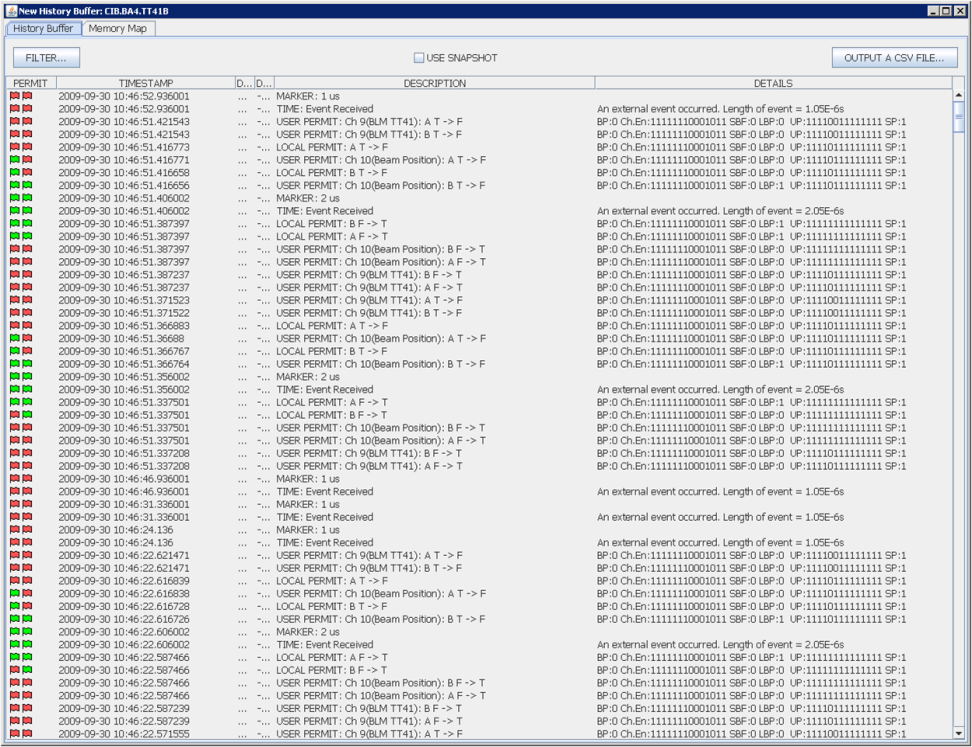 New History Buffer: CIB.BA4.TT41B
History Buffer Memory Map
FILTER... USE SNAPSHOT OUTPUT A CSV FILE...
PERMIT TIMESTAMP D... D... DESCRIPTION DETAILS
2009-09-30 10:46:52.936001 ... -... MARKER: 1 us
2009-09-30 10:46:52.936001 ... -... TIME: Event Received An external event occurred. Length of event = 1.05E-6s
2009-09-30 10:46:51.421543 ... -... USER PERMIT: Ch 9(BLM TT41): A T -> F BP:0 Ch.En:11111110001011 SBF:0 LBP:0 UP:11110011111111 SP:1
2009-09-30 10:46:51.421543 ... -... USER PERMIT: Ch 9(BLM TT41): B T -> F BP:0 Ch.En:11111110001011 SBF:0 LBP:0 UP:11110011111111 SP:1
2009-09-30 10:46:51.416773 ... -... LOCAL PERMIT: A T -> F BP:0 Ch.En:11111110001011 SBF:0 LBP:0 UP:11110111111111 SP:1
2009-09-30 10:46:51.416771 ... -... USER PERMIT: Ch 10(Beam Position): A T -> F BP:0 Ch.En:11111110001011 SBF:0 LBP:0 UP:11110111111111 SP:1
2009-09-30 10:46:51.416658 ... -... LOCAL PERMIT: B T -> F BP:0 Ch.En:11111110001011 SBF:0 LBP:0 UP:11110111111111 SP:1
2009-09-30 10:46:51.416656 ... -... USER PERMIT: Ch 10(Beam Position): B T -> F BP:0 Ch.En:11111110001011 SBF:0 LBP:1 UP:11110111111111 SP:1
2009-09-30 10:46:51.406002 ... -... MARKER: 2 us
2009-09-30 10:46:51.406002 ... -... TIME: Event Received An external event occurred. Length of event = 2.05E-6s
2009-09-30 10:46:51.387397 ... -... LOCAL PERMIT: B F -> T BP:0 Ch.En:11111110001011 SBF:0 LBP:1 UP:11111111111111 SP:1
2009-09-30 10:46:51.387397 ... -... LOCAL PERMIT: A F -> T BP:0 Ch.En:11111110001011 SBF:0 LBP:1 UP:11111111111111 SP:1
2009-09-30 10:46:51.387397 ... -... USER PERMIT: Ch 10(Beam Position): B F -> T BP:0 Ch.En:11111110001011 SBF:0 LBP:0 UP:11111111111111 SP:1
2009-09-30 10:46:51.387397 ... -... USER PERMIT: Ch 10(Beam Position): A F -> T BP:0 Ch.En:11111110001011 SBF:0 LBP:0 UP:11111111111111 SP:1
2009-09-30 10:46:51.387237 ... -... USER PERMIT: Ch 9(BLM TT41): B F -> T BP:0 Ch.En:11111110001011 SBF:0 LBP:0 UP:11110111111111 SP:1
2009-09-30 10:46:51.387237 ... -... USER PERMIT: Ch 9(BLM TT41): A F -> T BP:0 Ch.En:11111110001011 SBF:0 LBP:0 UP:11110111111111 SP:1
2009-09-30 10:46:51.371523 ... -... USER PERMIT: Ch 9(BLM TT41): A T -> F BP:0 Ch.En:11111110001011 SBF:0 LBP:0 UP:11110011111111 SP:1
2009-09-30 10:46:51.371522 ... -... USER PERMIT: Ch 9(BLM TT41): B T -> F BP:0 Ch.En:11111110001011 SBF:0 LBP:0 UP:11110011111111 SP:1
2009-09-30 10:46:51.366883 ... -... LOCAL PERMIT: A T -> F BP:0 Ch.En:11111110001011 SBF:0 LBP:0 UP:11110111111111 SP:1
2009-09-30 10:46:51.36688 ... -... USER PERMIT: Ch 10(Beam Position): A T -> F BP:0 Ch.En:11111110001011 SBF:0 LBP:0 UP:11110111111111 SP:1
2009-09-30 10:46:51.366767 ... -... LOCAL PERMIT: B T -> F BP:0 Ch.En:11111110001011 SBF:0 LBP:0 UP:11110111111111 SP:1
2009-09-30 10:46:51.366764 ... -... USER PERMIT: Ch 10(Beam Position): B T -> F BP:0 Ch.En:11111110001011 SBF:0 LBP:1 UP:11110111111111 SP:1
2009-09-30 10:46:51.356002 ... -... MARKER: 2 us
2009-09-30 10:46:51.356002 ... -... TIME: Event Received An external event occurred. Length of event = 2.05E-6s
2009-09-30 10:46:51.337501 ... -... LOCAL PERMIT: A F -> T BP:0 Ch.En:11111110001011 SBF:0 LBP:1 UP:11111111111111 SP:1
2009-09-30 10:46:51.337501 ... -... LOCAL PERMIT: B F -> T BP:0 Ch.En:11111110001011 SBF:0 LBP:0 UP:11111111111111 SP:1
2009-09-30 10:46:51.337501 ... -... USER PERMIT: Ch 10(Beam Position): B F -> T BP:0 Ch.En:11111110001011 SBF:0 LBP:0 UP:11111111111111 SP:1
2009-09-30 10:46:51.337501 ... -... USER PERMIT: Ch 10(Beam Position): A F -> T BP:0 Ch.En:11111110001011 SBF:0 LBP:0 UP:11111111111111 SP:1
2009-09-30 10:46:51.337208 ... -... USER PERMIT: Ch 9(BLM TT41): B F -> T BP:0 Ch.En:11111110001011 SBF:0 LBP:0 UP:11110111111111 SP:1
2009-09-30 10:46:51.337208 ... -... USER PERMIT: Ch 9(BLM TT41): A F -> T BP:0 Ch.En:11111110001011 SBF:0 LBP:0 UP:11110111111111 SP:1
2009-09-30 10:46:46.936001 ... -... MARKER: 1 us
2009-09-30 10:46:46.936001 ... -... TIME: Event Received An external event occurred. Length of event = 1.05E-6s
2009-09-30 10:46:31.336001 ... -... MARKER: 1 us
2009-09-30 10:46:31.336001 ... -... TIME: Event Received An external event occurred. Length of event = 1.05E-6s
2009-09-30 10:46:24.136 ... -... MARKER: 1 us
2009-09-30 10:46:24.136 ... -... TIME: Event Received An external event occurred. Length of event = 1.05E-6s
2009-09-30 10:46:22.621471 ... -... USER PERMIT: Ch 9(BLM TT41): A T -> F BP:0 Ch.En:11111110001011 SBF:0 LBP:0 UP:11110011111111 SP:1
2009-09-30 10:46:22.621471 ... -... USER PERMIT: Ch 9(BLM TT41): B T -> F BP:0 Ch.En:11111110001011 SBF:0 LBP:0 UP:11110011111111 SP:1
2009-09-30 10:46:22.616839 ... -... LOCAL PERMIT: A T -> F BP:0 Ch.En:11111110001011 SBF:0 LBP:0 UP:11110111111111 SP:1
2009-09-30 10:46:22.616838 ... -... USER PERMIT: Ch 10(Beam Position): A T -> F BP:0 Ch.En:11111110001011 SBF:0 LBP:0 UP:11110111111111 SP:1
2009-09-30 10:46:22.616728 ... -... LOCAL PERMIT: B T -> F BP:0 Ch.En:11111110001011 SBF:0 LBP:0 UP:11110111111111 SP:1
2009-09-30 10:46:22.616726 ... -... USER PERMIT: Ch 10(Beam Position): B T -> F BP:0 Ch.En:11111110001011 SBF:0 LBP:1 UP:11110111111111 SP:1
2009-09-30 10:46:22.606002 ... -... MARKER: 2 us
2009-09-30 10:46:22.606002 ... -... TIME: Event Received An external event occurred. Length of event = 2.05E-6s
2009-09-30 10:46:22.587466 ... -... LOCAL PERMIT: A F -> T BP:0 Ch.En:11111110001011 SBF:0 LBP:1 UP:11111111111111 SP:1
2009-09-30 10:46:22.587466 ... -... LOCAL PERMIT: B F -> T BP:0 Ch.En:11111110001011 SBF:0 LBP:0 UP:11111111111111 SP:1
2009-09-30 10:46:22.587466 ... -... USER PERMIT: Ch 10(Beam Position): B F -> T BP:0 Ch.En:11111110001011 SBF:0 LBP:0 UP:11111111111111 SP:1
2009-09-30 10:46:22.587466 ... -... USER PERMIT: Ch 10(Beam Position): A F -> T BP:0 Ch.En:11111110001011 SBF:0 LBP:0 UP:11111111111111 SP:1
2009-09-30 10:46:22.587239 ... -... USER PERMIT: Ch 9(BLM TT41): B F -> T BP:0 Ch.En:11111110001011 SBF:0 LBP:0 UP:11110111111111 SP:1
2009-09-30 10:46:22.587239 ... -... USER PERMIT: Ch 9(BLM TT41): A F -> T BP:0 Ch.En:11111110001011 SBF:0 LBP:0 UP:11110111111111 SP:1
2009-09-30 10:46:22.571555 ... -... USER PERMIT: Ch 9(BLM TT41): A T -> F BP:0 Ch.En:11111110001011 SBF:0 LBP:0 UP:11110011111111 SP:1